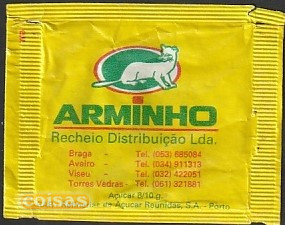 ARMINHO
Recheio Distribuição Lda.
Braga - Tel. (053) 685084
Aveiro - Tel. (034) 911313
Viseu - Tel. (032) 422051
Torres Vedras - Tel. (061) 321881
Açúcar 8/10 g
de Açúcar Reunidas, S.A. - Porto
coisas